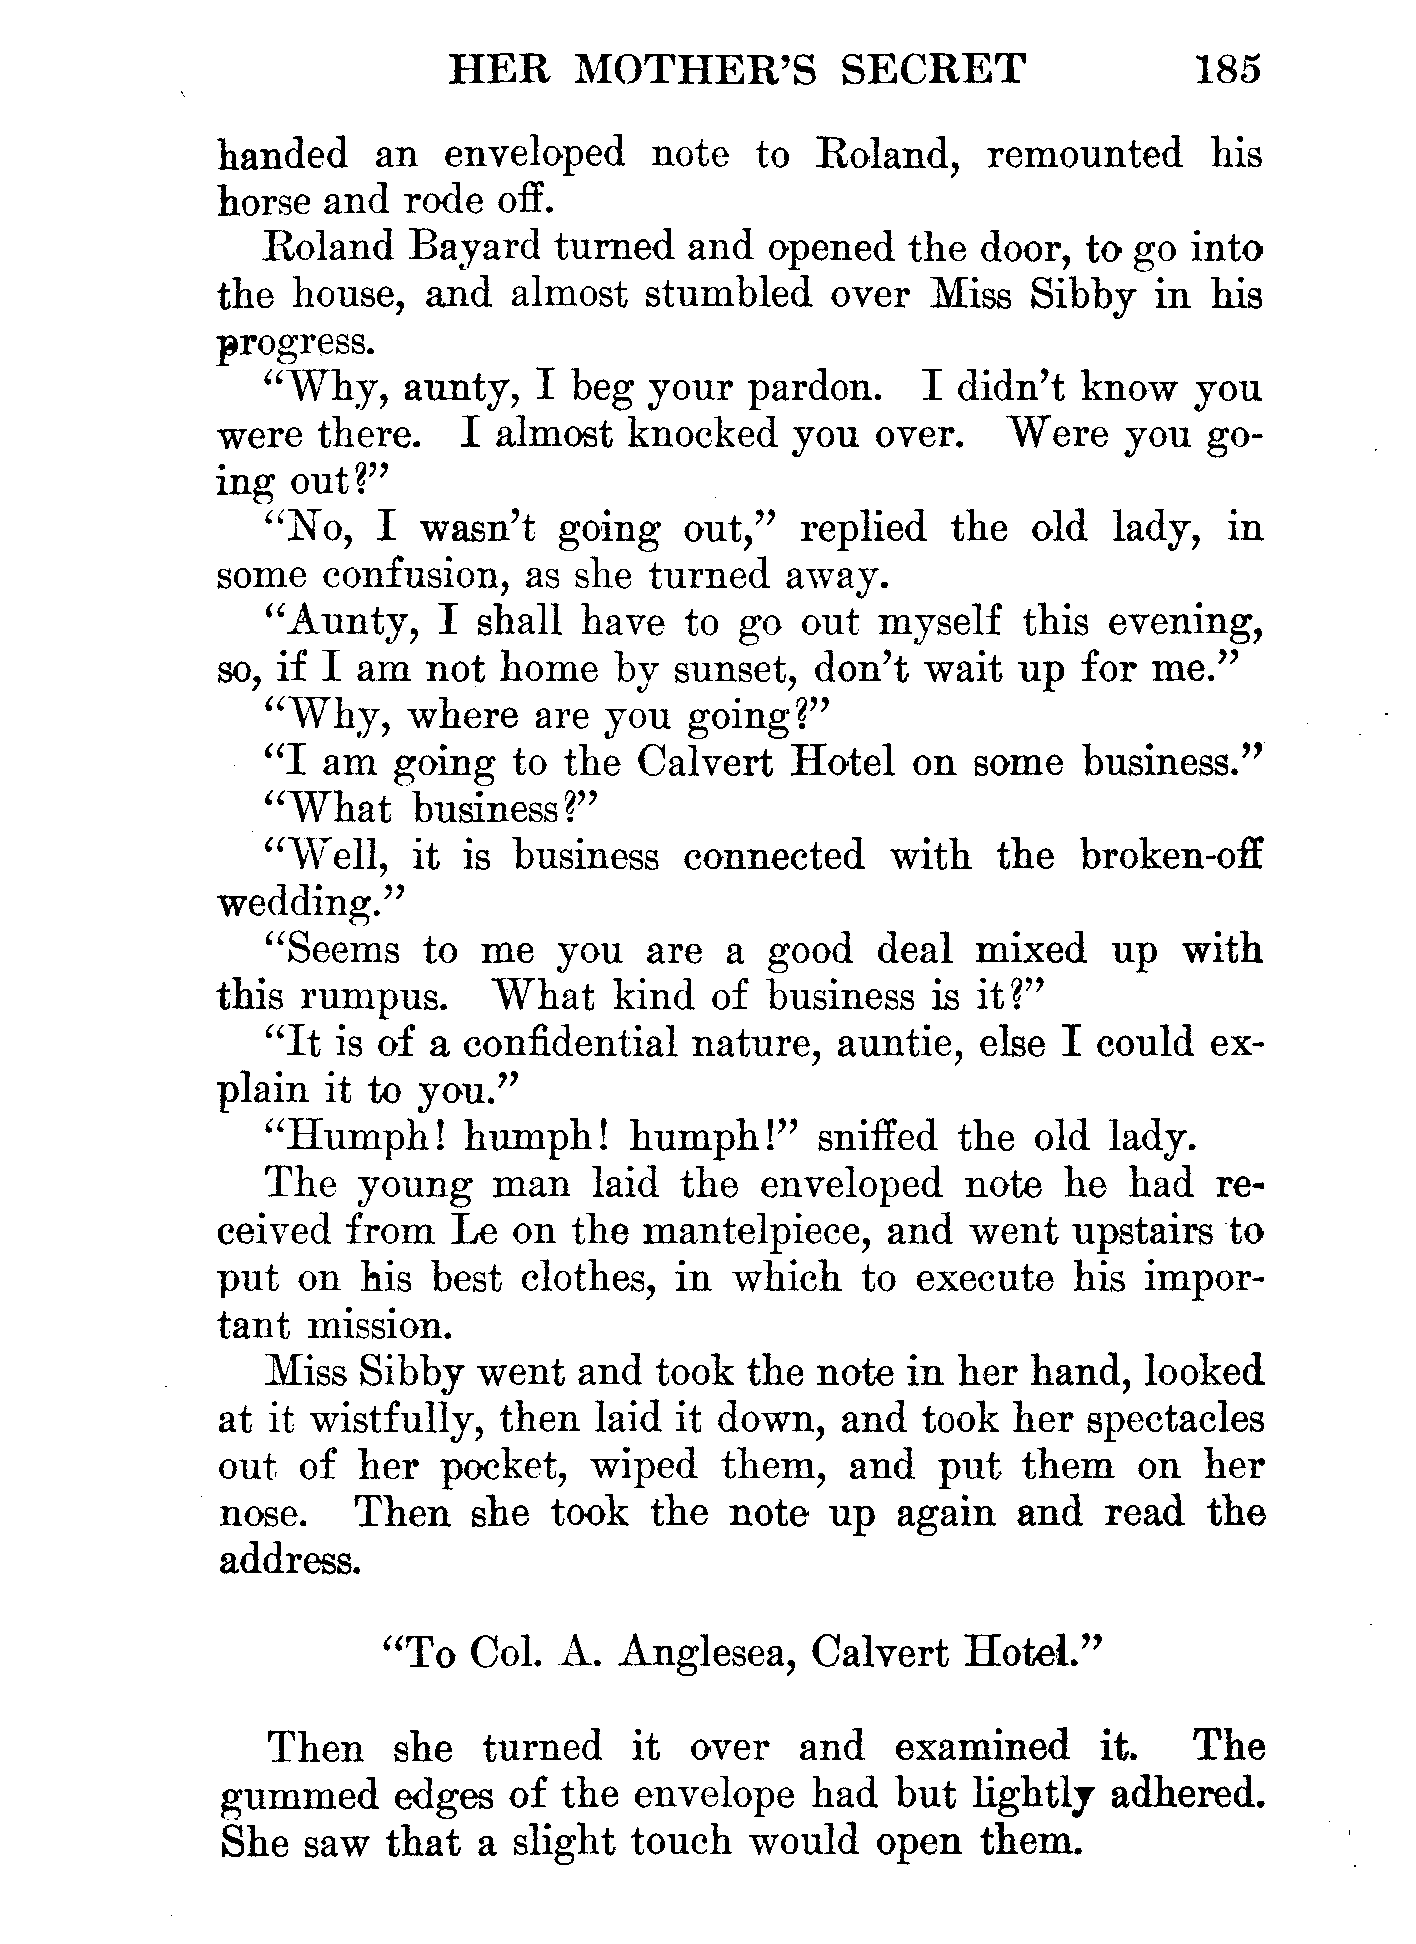 HER MOTHER'S SECRET 185
handed an enveloped note to Roland, remounted his
horse and rode off.
Roland Bayard turned and opened the door, to go into
the house, and almost stumbled over Miss Sibby in his
progress.
“Why, aunty, I beg your pardon. I didn't know you
were there. I almost knocked you over. Were you go-
ing out?”
“No, I wasn't going out,” replied the old lady, in
some confusion, as she turned away.
“Aunty, I shall have to go out myself this evening,
so, if I am not home by sunset, don't wait up for me.”
“Why, where are you going?”
“I am going to the Calvert Hotel on some business.”
“What business?”
“Well, it is business connected with the broken-off
wedding.”
“Seems to me you are a good deal mixed up with
this rumpus. What kind of business is it?”
“It is of a confidential nature, auntie, else I could ex-
plain it to you.”
“Humph! humph! humph!” sniffed the old lady.
The young man laid the enveloped note he had re-
ceived from Le on the mantelpiece, and went upstairs to
put on his best clothes, in which to execute his impor-
tant mission.
Miss Sibby went and took the note in her hand, looked
at it wistfully, then laid it down, and took her spectacles
out of her pocket, wiped them, and put them on her
nose. Then she took the note up again and read the
address.
“To Col. A. Anglesea, Calvert Hotel.”
Then she turned it over and examined it. The
gummed edges of the envelope had but lightly adhered.
She saw that a slight touch would open them.